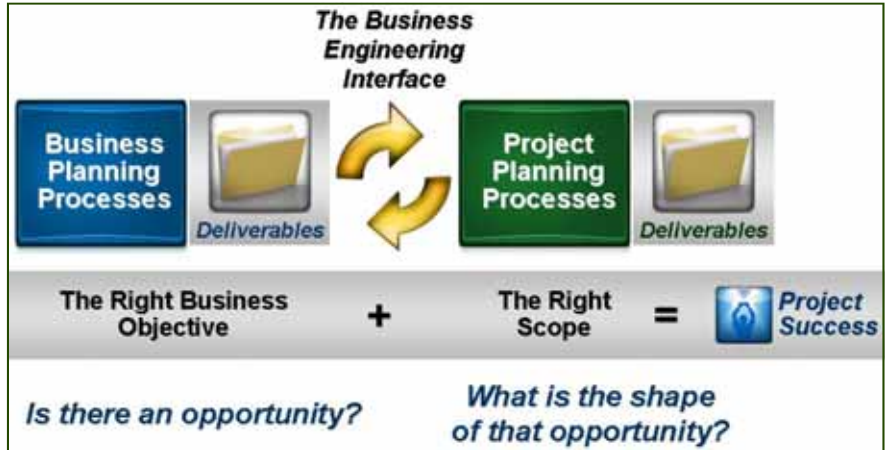 The Business
Engineering
Interface
Business
Planning
Processes
Deliverables
Project
Planning
Processes
Deliverables
The Right Business
Objective
+
The Right
Scope
=
Project
Success
Is there an opportunity?
What is the shape
of that opportunity?